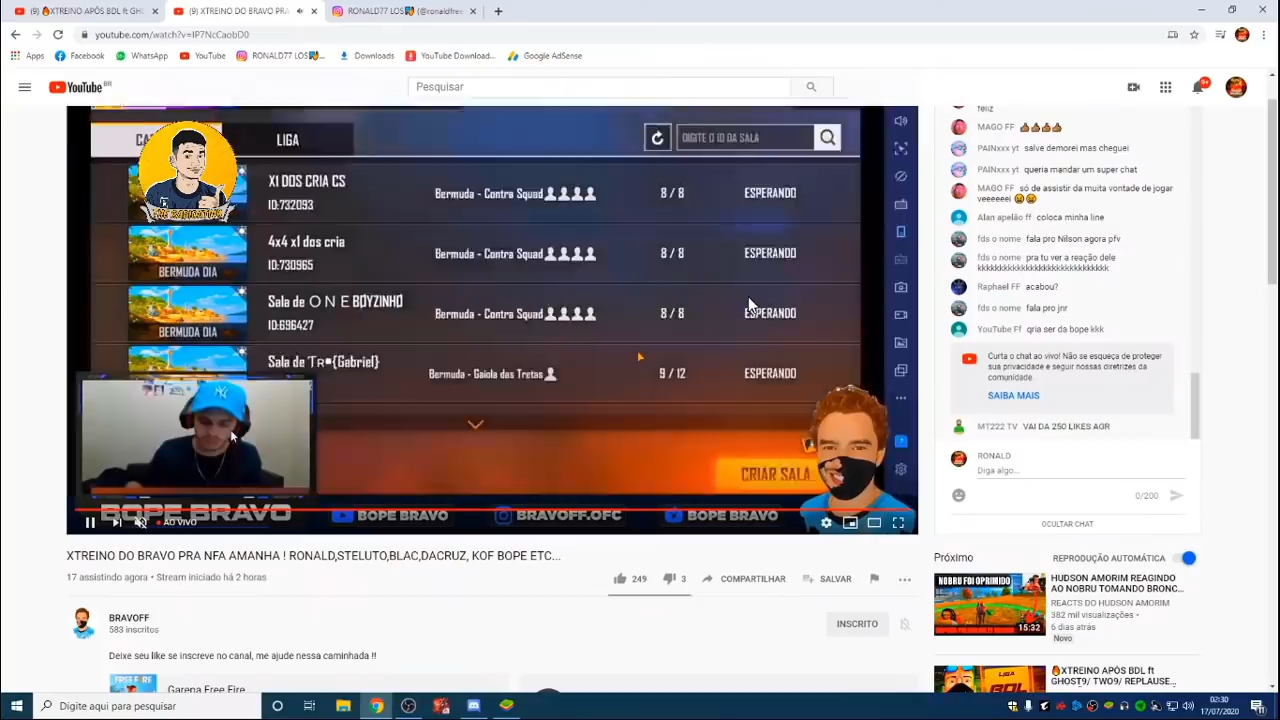 (9) 🔥XTREINO APÓS BDL ft GH
(9) XTREINO DO BRAVO PRA
RONALD77 LOS
(@ronaldfre
youtube.com/watch?v=IP7NcCaobD0
Apps
Facebook
WhatsApp
YouTube
RONALD77 LOS
Downloads
YouTube Download...
Google AdSense
YouTube BR
Pesquisar
9+
LIGA
DIGITE O ID DA SALA
XI DOS CRIA CS
Bermuda - Contra Squad
8 / 8
ESPERANDO
ID:732093
4x4 xl dos cria
Bermuda - Contra Squad
8 / 8
ESPERANDO
ID:730965
BERMUDA DIA
Sala de O N E BOYZINHO
Bermuda - Contra Squad
8 / 8
ESPERANDO
ID:696427
BERMUDA DIA
Sala de Tr■{Gabriel}
Bermuda - Gaiola das Tretas
9 / 12
ESPERANDO
CRIAR SALA
BOPE BRAVO
BOPE BRAVO
BRAVOFF.OFC
BOPE BRAVO
AO VIVO
XTREINO DO BRAVO PRA NFA AMANHA ! RONALD,STELUTO,BLAC,DACRUZ, KOF BOPE ETC...
17 assistindo agora • Stream iniciado há 2 horas
249
3
COMPARTILHAR
SALVAR
BRAVOFF
583 inscritos
INSCRITO
Deixe seu like se inscreve no canal, me ajude nessa caminhada !!
Garena Free Fire
feliz
MAGO FF 👍🏾👍🏾👍🏾👍🏾
PAINxxx yt salve demorei mas cheguei
PAINxxx yt queria mandar um super chat
MAGO FF só de assistir da muita vontade de jogar
veeeeeei 😫😫
Alan apelão ff coloca minha line
fds o nome fala pro Nilson agora pfv
fds o nome pra tu ver a reação dele
kkkkkkkkkkkkkkkkkkkkkkkkkkkk
Raphael FF acabou?
fds o nome fala pro jnr
YouTube Ff qria ser da bope kkk
Curta o chat ao vivo! Não se esqueça de proteger
sua privacidade e seguir nossas diretrizes da
comunidade.
SAIBA MAIS
MT222 TV VAI DA 250 LIKES AGR
RONALD
Diga algo...
0/200
OCULTAR CHAT
Próximo
REPRODUÇÃO AUTOMÁTICA
NOBRU FOI OPRIMIDO
15:32
HUDSON AMORIM REAGINDO
AO NOBRU TOMANDO BRONC...
REACTS DO HUDSON AMORIM
382 mil visualizações •
6 dias atrás
Novo
LIGA
BDL
🔥XTREINO APÓS BDL ft
GHOST9/ TWO9/ REPLAUSE
Digite aqui para pesquisar
02:30
17/07/2020